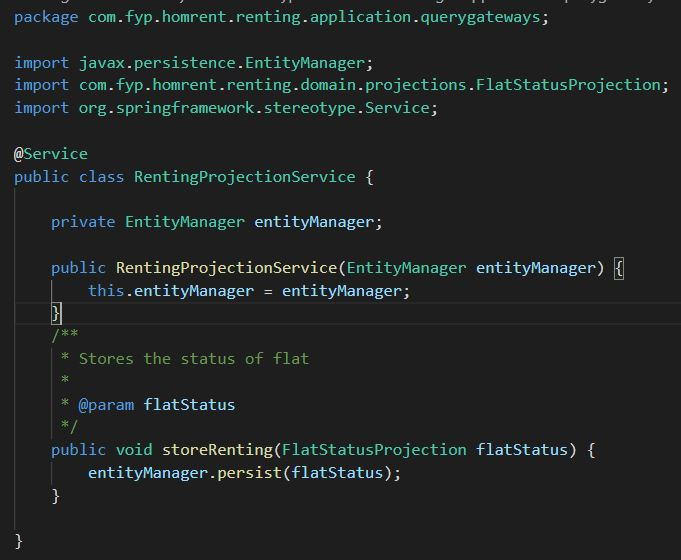 package com.fyp.homrent.renting.application.querygateways;
import javax.persistence.EntityManager;
import com.fyp.homrent.renting.domain.projections.FlatStatusProjection;
import org.springframework.stereotype.Service;
@Service
public class RentingProjectionService {
private EntityManager entityManager;
public RentingProjectionService(EntityManager entityManager) {
this.entityManager = entityManager;
}
/**
* Stores the status of flat
*
* @param flatStatus
*/
public void storeRenting(FlatStatusProjection flatStatus) {
entityManager.persist(flatStatus);
}
}